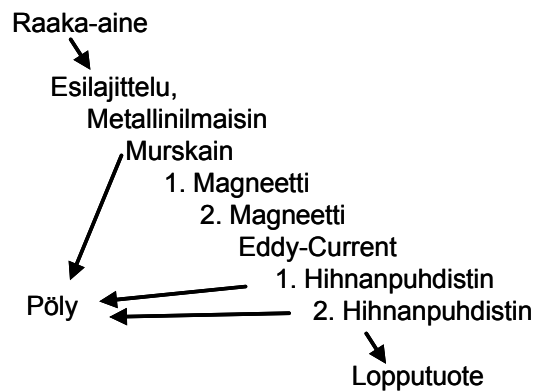 Raaka-aine
Esilajittelu,
Metallinilmaisin
Murskain
1. Magneetti
2. Magneetti
Eddy-Current
1. Hihnanpuhdistin
Pöly
2. Hihnanpuhdistin
Lopputuote